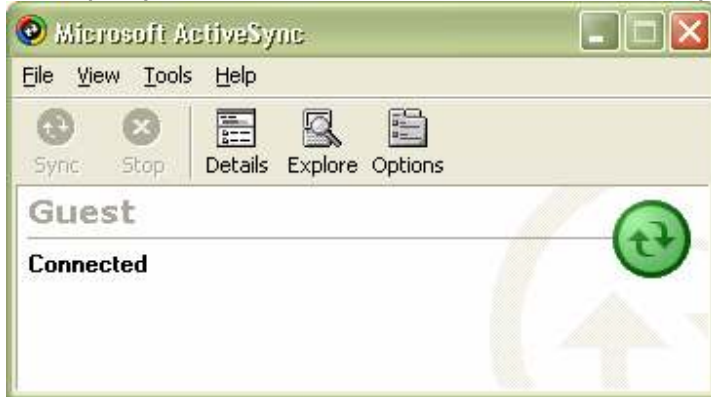 Microsoft ActiveSync
File View Tools Help
Sync Stop Details Explore Options
Guest
Connected